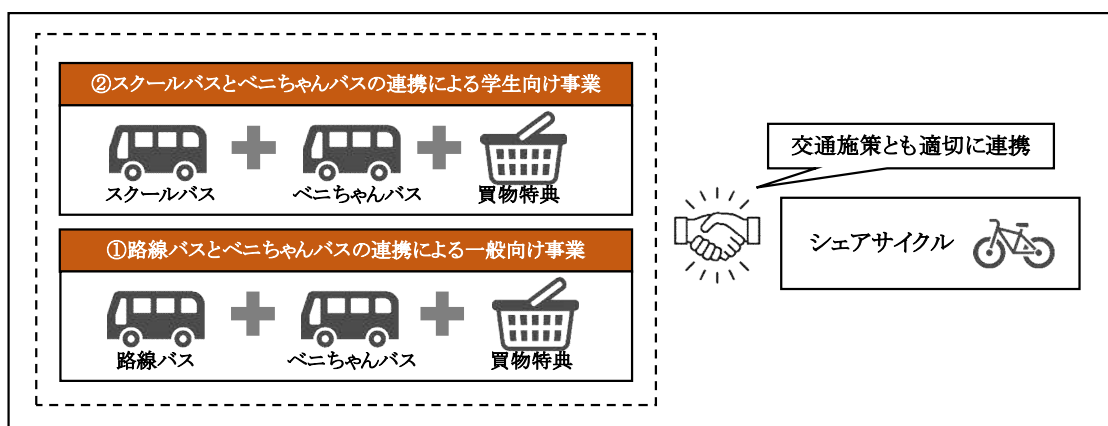 ②スクールバスとベニちゃんバスの連携による学生向け事業
スクールバス
ベニちゃんバス
買物特典
①路線バスとベニちゃんバスの連携による一般向け事業
路線バス
ベニちゃんバス
買物特典
交通施策とも適切に連携
シェアサイクル